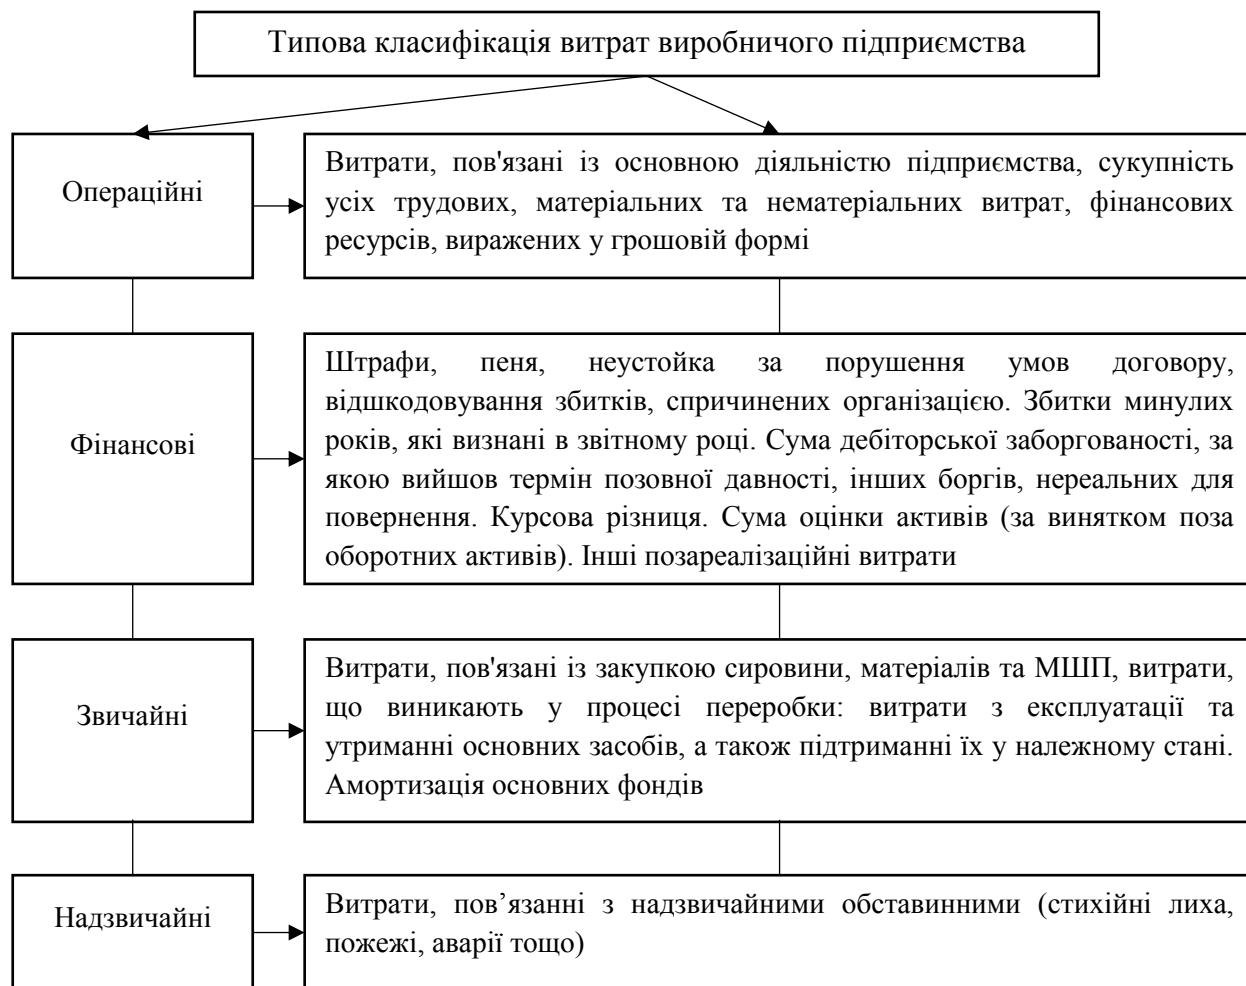 Типова класифікація витрат виробничого підприємства
Операційні
Витрати, пов'язані із основною діяльністю підприємства, сукупність
усіх трудових, матеріальних та нематеріальних витрат, фінансових
ресурсів, виражених у грошовій формі
Фінансові
Штрафи, пеня, неустойка за порушення умов договору,
відшкодовування збитків, спричинених організацією. Збитки минулих
років, які визнані в звітному році. Сума дебіторської заборгованості, за
якою вийшов термін позовної давності, інших боргів, нереальних для
повернення. Курсова різниця. Сума оцінки активів (за винятком поза
оборотних активів). Інші позареалізаційні витрати
Звичайні
Витрати, пов'язані із закупкою сировини, матеріалів та МШП, витрати,
що виникають у процесі переробки: витрати з експлуатації та
утриманні основних засобів, а також підтриманні їх у належному стані.
Амортизація основних фондів
Надзвичайні
Витрати, пов’язанні з надзвичайними обставинними (стихійні лиха,
пожежі, аварії тощо)